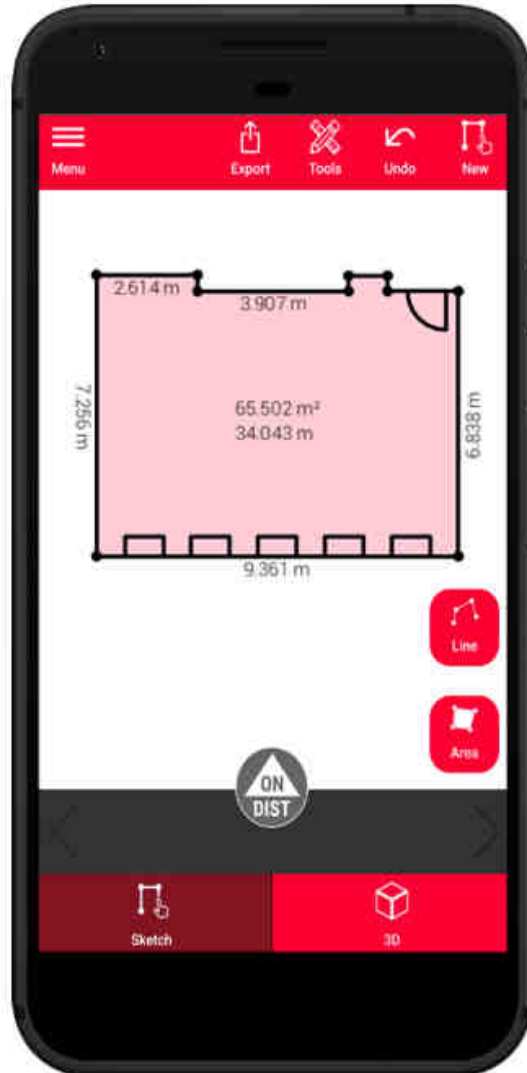 Menu
Export
Tools
Undo
New
2.614 m
3.907 m
7.256 m
65.502 m²
34.043 m
6.838 m
9.361 m
Line
Area
ON
DIST
Sketch
3D